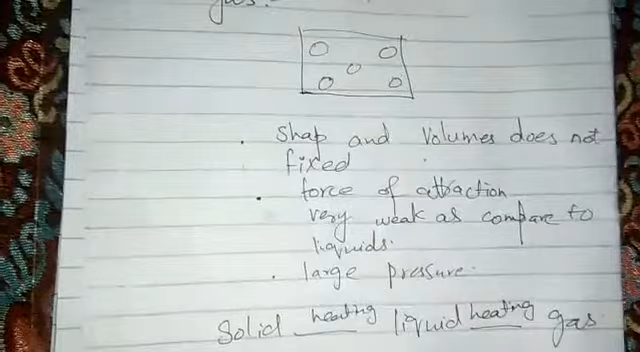 gas.
shap and volumes does not
fixed
force of attraction
very weak as compare to
liquids.
large pressure.
solid heating liquid heating gas.